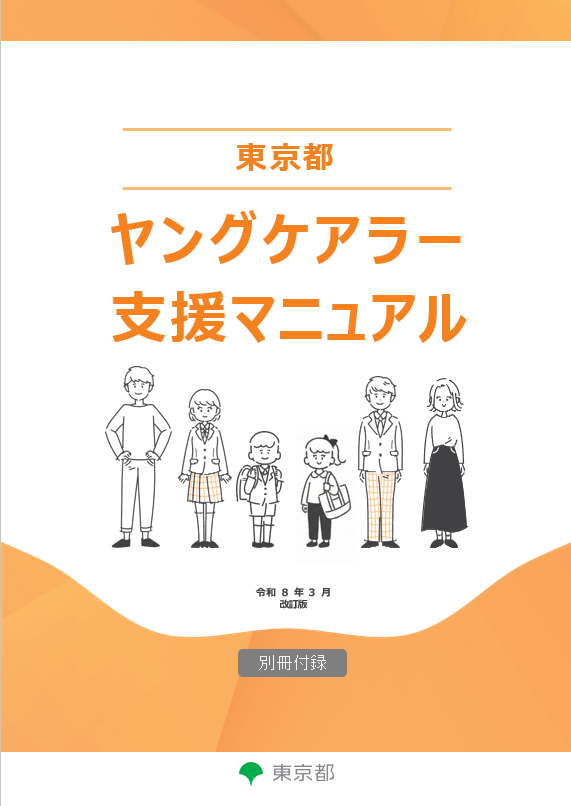 東京都
ヤングケアラー
支援マニュアル
令和 8 年 3 月
改訂版
別冊付録
東京都